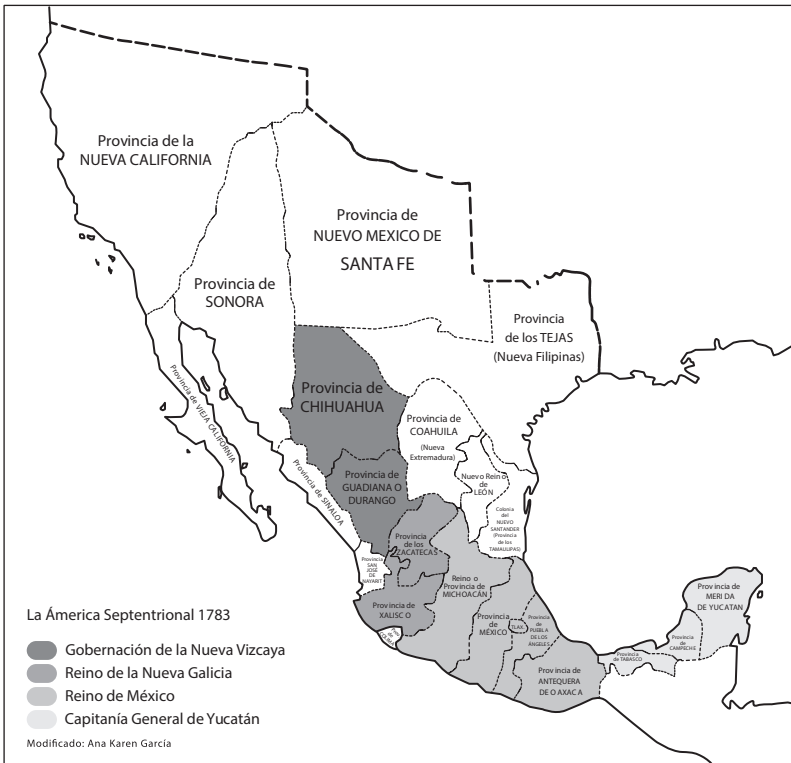 Provincia de la
NUEVA CALIFORNIA
Provincia de
NUEVO MEXICO DE
SANTA FE
Provincia de
SONORA
Provincia
de los TEJAS
(Nueva Filipinas)
Provincia de VIEJA CALIFORNIA
Provincia de
CHIHUAHUA
Provincia de
COAHUILA
(Nueva
Extremadura)
Provincia de SINALOA
Provincia de
GUADIANA O
DURANGO
Nuevo Reino
de
LEÓN
Colonia
del
NUEVO
SANTANDER
(Provincia
de los
TAMAULIPAS)
Provincia
de los
ZACATECAS
Provincia
SAN
JOSÉ
DE
NAYARIT
Reino o
Provincia de
MICHOACÁN
Provincia de
XALISCO
Provincia
de
MÉXICO
TLAX.
Provincia
de
PUEBLA
DE LOS
ÁNGELES
Provincia de
ANTEQUERA
DE OAXACA
Provincia
de TABASCO
Provincia
de
CAMPECHE
Provincia de
MERIDA
DE YUCATAN
La Ámerica Septentrional 1783
Gobernación de la Nueva Vizcaya
Reino de la Nueva Galicia
Reino de México
Capitanía General de Yucatán
Modificado: Ana Karen García